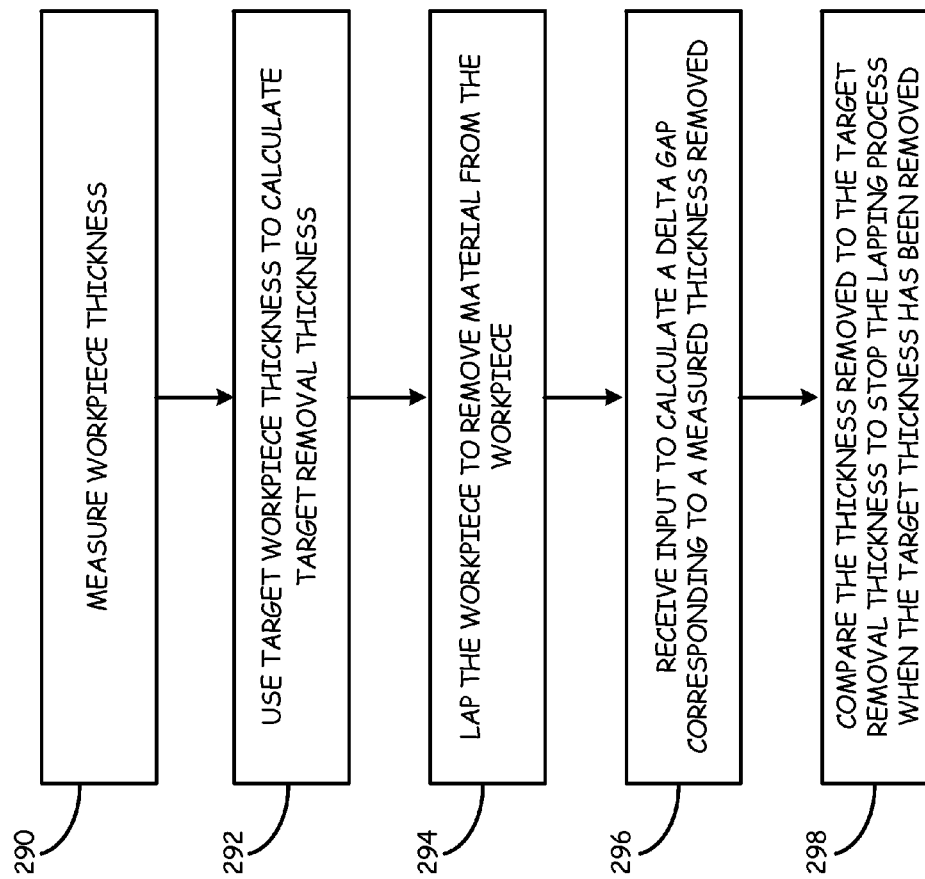 290
MEASURE WORKPIECE THICKNESS
292
USE TARGET WORKPIECE THICKNESS TO CALCULATE
TARGET REMOVAL THICKNESS
294
LAP THE WORKPIECE TO REMOVE MATERIAL FROM THE
WORKPIECE
296
RECEIVE INPUT TO CALCULATE A DELTA GAP
CORRESPONDING TO A MEASURED THICKNESS REMOVED
298
COMPARE THE THICKNESS REMOVED TO THE TARGET
REMOVAL THICKNESS TO STOP THE LAPPING PROCESS
WHEN THE TARGET THICKNESS HAS BEEN REMOVED